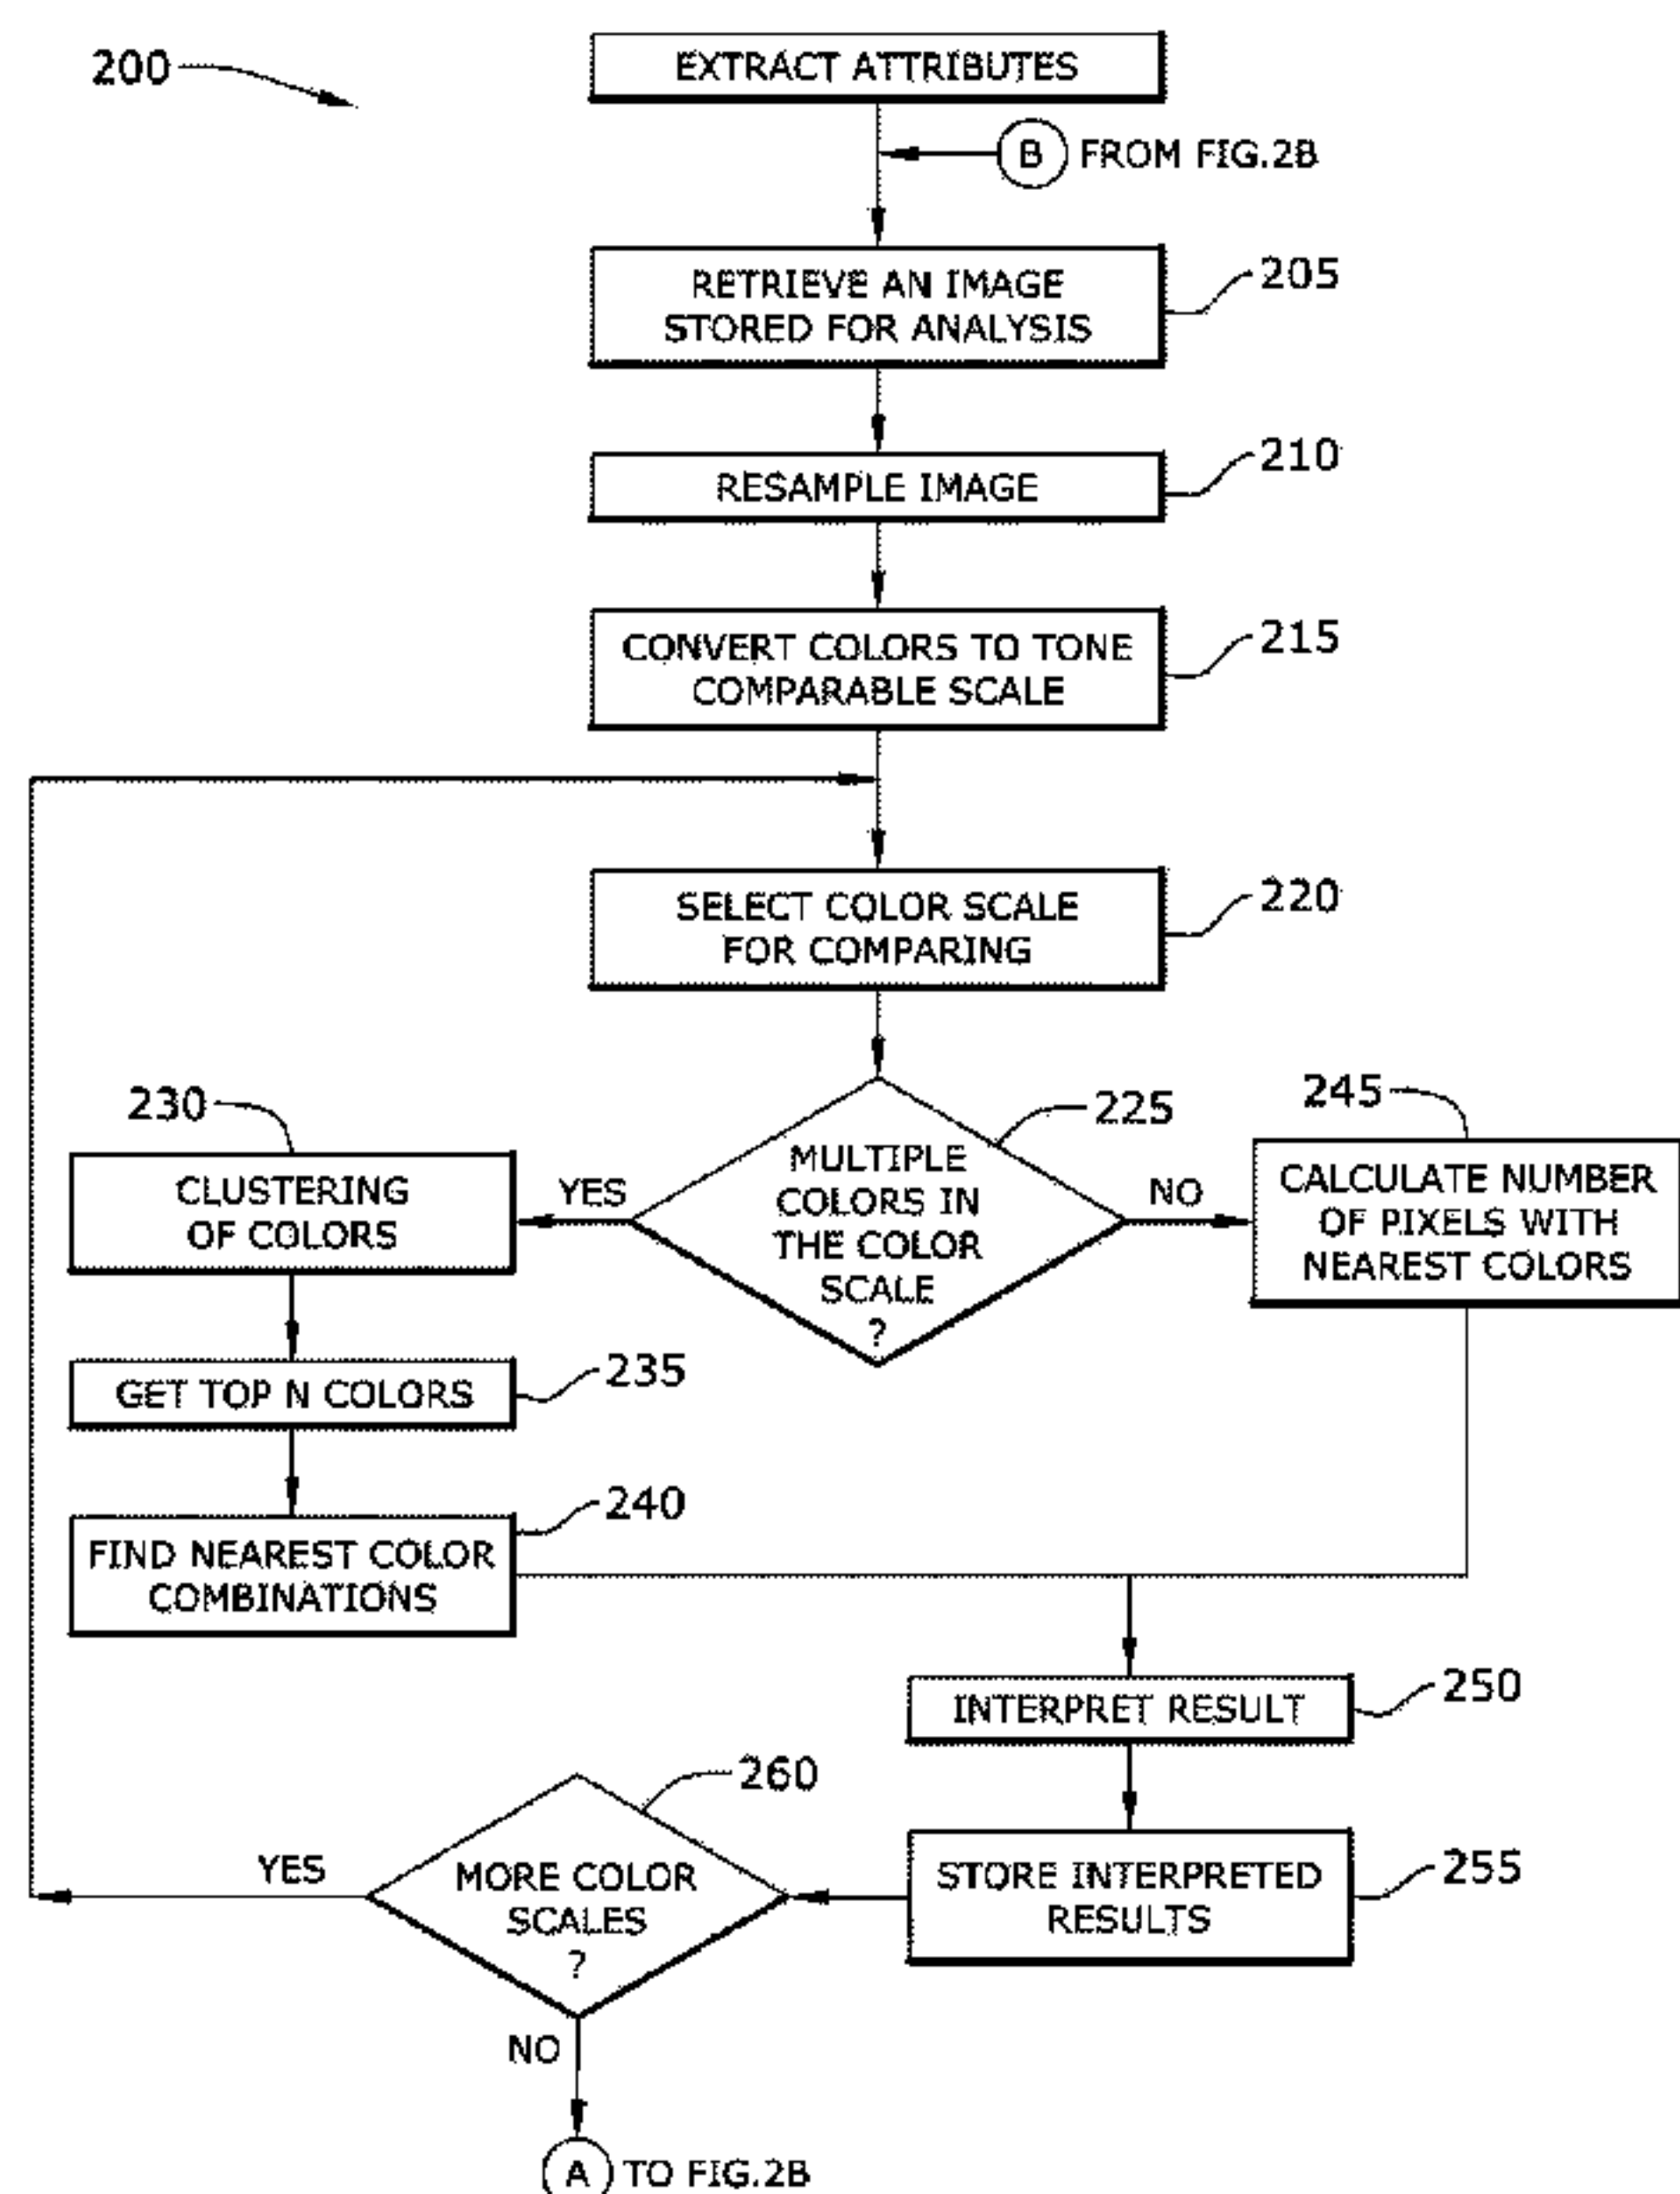 200
EXTRACT ATTRIBUTES
B FROM FIG.2B
RETRIEVE AN IMAGE
STORED FOR ANALYSIS
205
RESAMPLE IMAGE
210
CONVERT COLORS TO TONE
COMPARABLE SCALE
215
SELECT COLOR SCALE
FOR COMPARING
220
MULTIPLE
COLORS IN
THE COLOR
SCALE
?
225
YES
NO
230
CLUSTERING
OF COLORS
245
CALCULATE NUMBER
OF PIXELS WITH
NEAREST COLORS
GET TOP N COLORS
235
FIND NEAREST COLOR
COMBINATIONS
240
INTERPRET RESULT
250
STORE INTERPRETED
RESULTS
255
MORE COLOR
SCALES
?
260
YES
NO
A TO FIG.2B